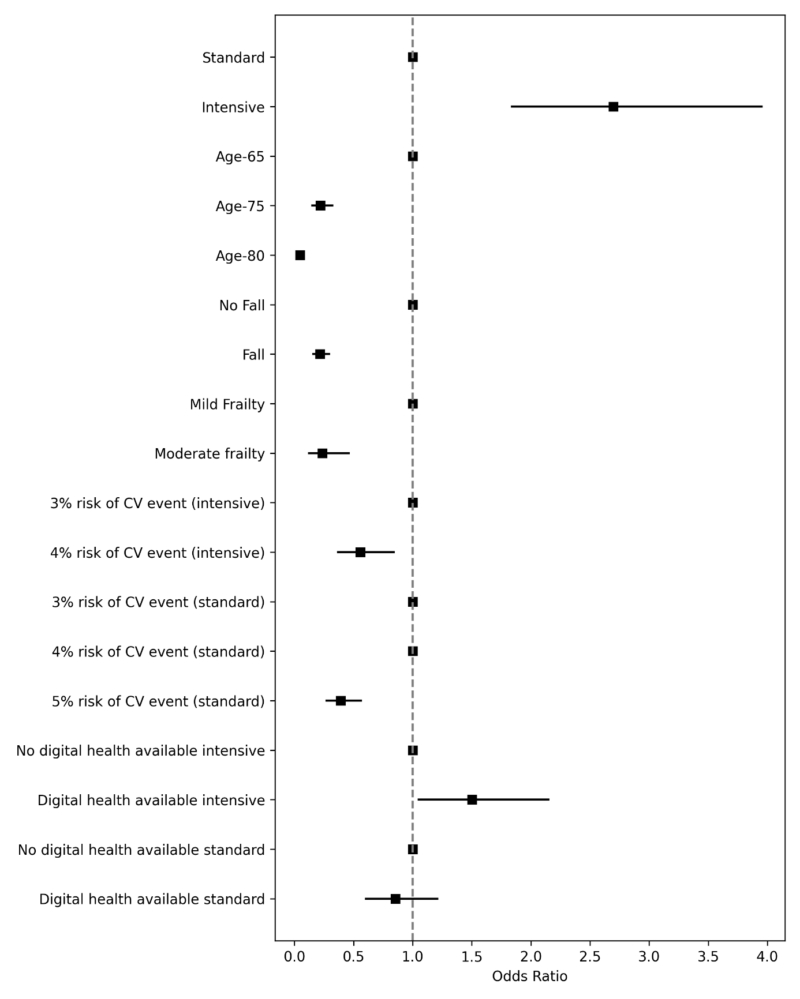 Standard
Intensive
Age-65
Age-75
Age-80
No Fall
Fall
Mild Frailty
Moderate frailty
3% risk of CV event (intensive)
4% risk of CV event (intensive)
3% risk of CV event (standard)
4% risk of CV event (standard)
5% risk of CV event (standard)
No digital health available intensive
Digital health available intensive
No digital health available standard
Digital health available standard
0.0 0.5 1.0 1.5 2.0 2.5 3.0 3.5 4.0
Odds Ratio